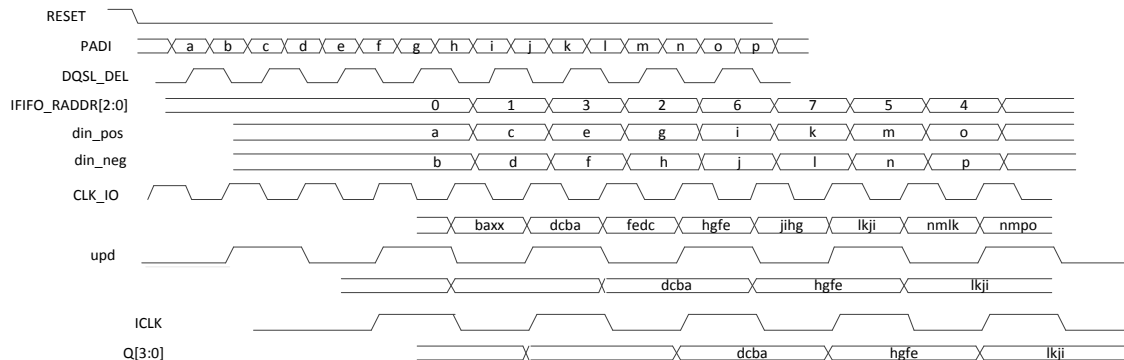 RESET
PADI a b c d e f g h i j k l m n o p
DQSL_DEL
IFIFO_RADDR[2:0] 0 1 3 2 6 7 5 4
din_pos a c e g i k m o
din_neg b d f h j l n p
CLK_IO
baxx dcba fedc hgfe jihg lkji nmlk nmpo
upd
dcba hgfe lkji
ICLK
Q[3:0] dcba hgfe lkji